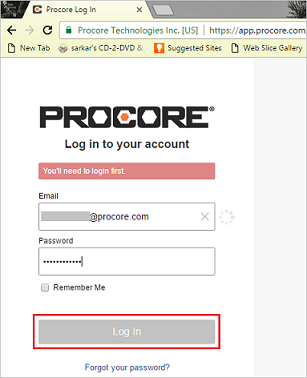 Procore Log In
Procore Technologies Inc. [US] https://app.procore.com
New Tab sarkar's CD-2-DVD & Suggested Sites Web Slice Gallery
PROCORE®
Log in to your account
You'll need to login first.
Email
@procore.com
Password
Remember Me
Log In
Forgot your password?